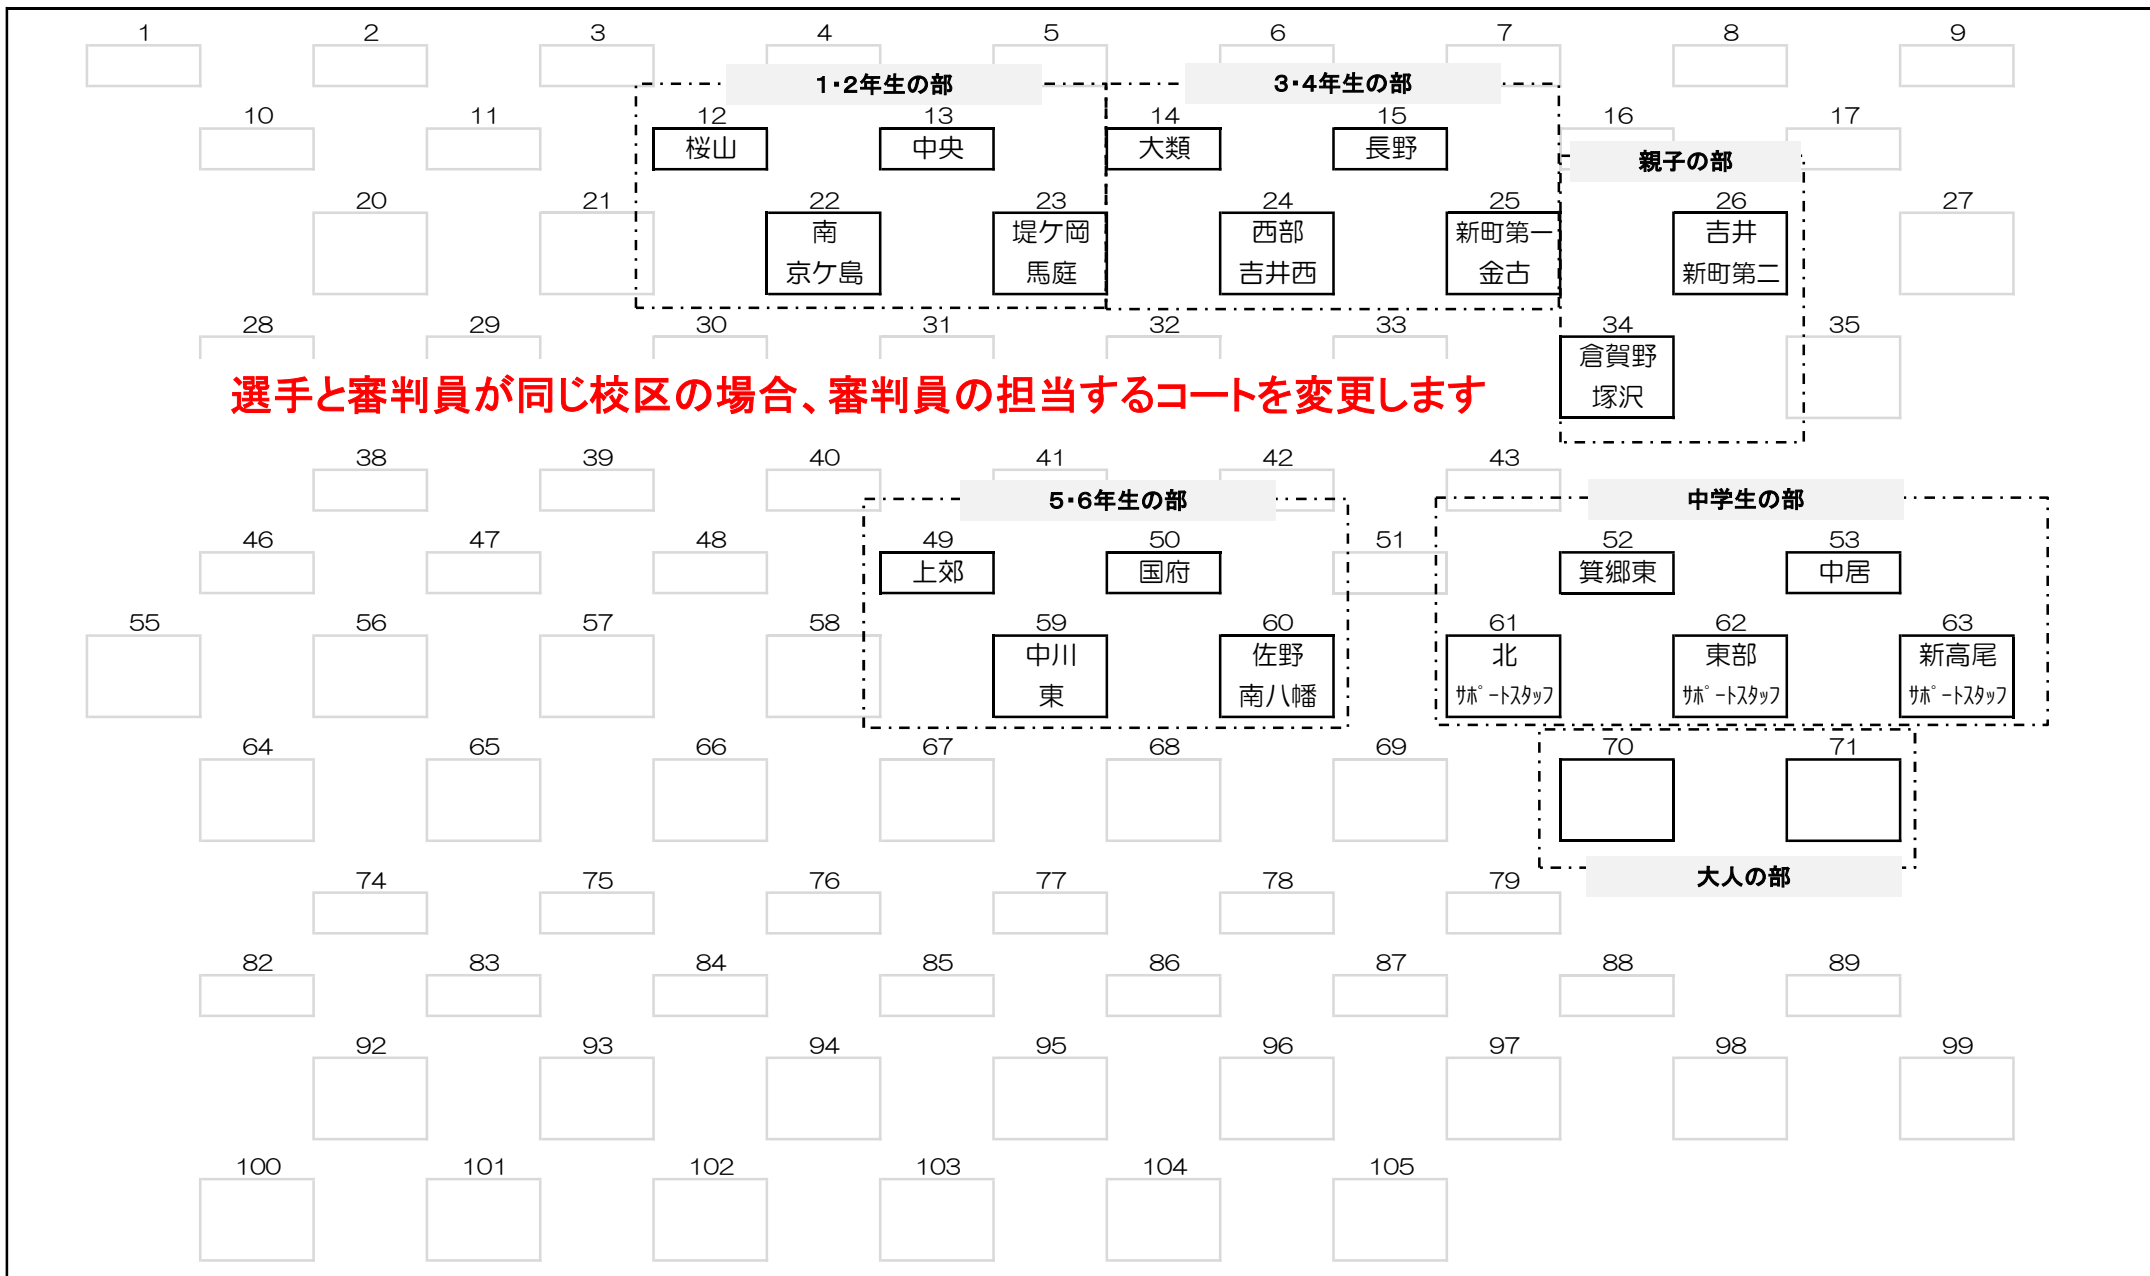 1 2 3 4 5 6 7 8 9
1・2年生の部 3・4年生の部
10 11 12 13 14 15 16 17
桜山 中央 大類 長野
親子の部
20 21 22 23 24 25 26 27
南 堤ケ岡 西部 新町第一 吉井
京ケ島 馬庭 吉井西 金古 新町第二
28 29 30 31 32 33 34 35
倉賀野
選手と審判員が同じ校区の場合、審判員の担当するコートを変更します
塚沢
38 39 40 41 42 43
5・6年生の部 中学生の部
46 47 48 49 50 51 52 53
上郊 国府 箕郷東 中居
55 56 57 58 59 60 61 62 63
中川 佐野 北 東部 新高尾
東 南八幡 ｻﾎﾟｰﾄｽﾀｯﾌ ｻﾎﾟｰﾄｽﾀｯﾌ ｻﾎﾟｰﾄｽﾀｯﾌ
64 65 66 67 68 69 70 71
大人の部
74 75 76 77 78 79
82 83 84 85 86 87 88 89
92 93 94 95 96 97 98 99
100 101 102 103 104 105